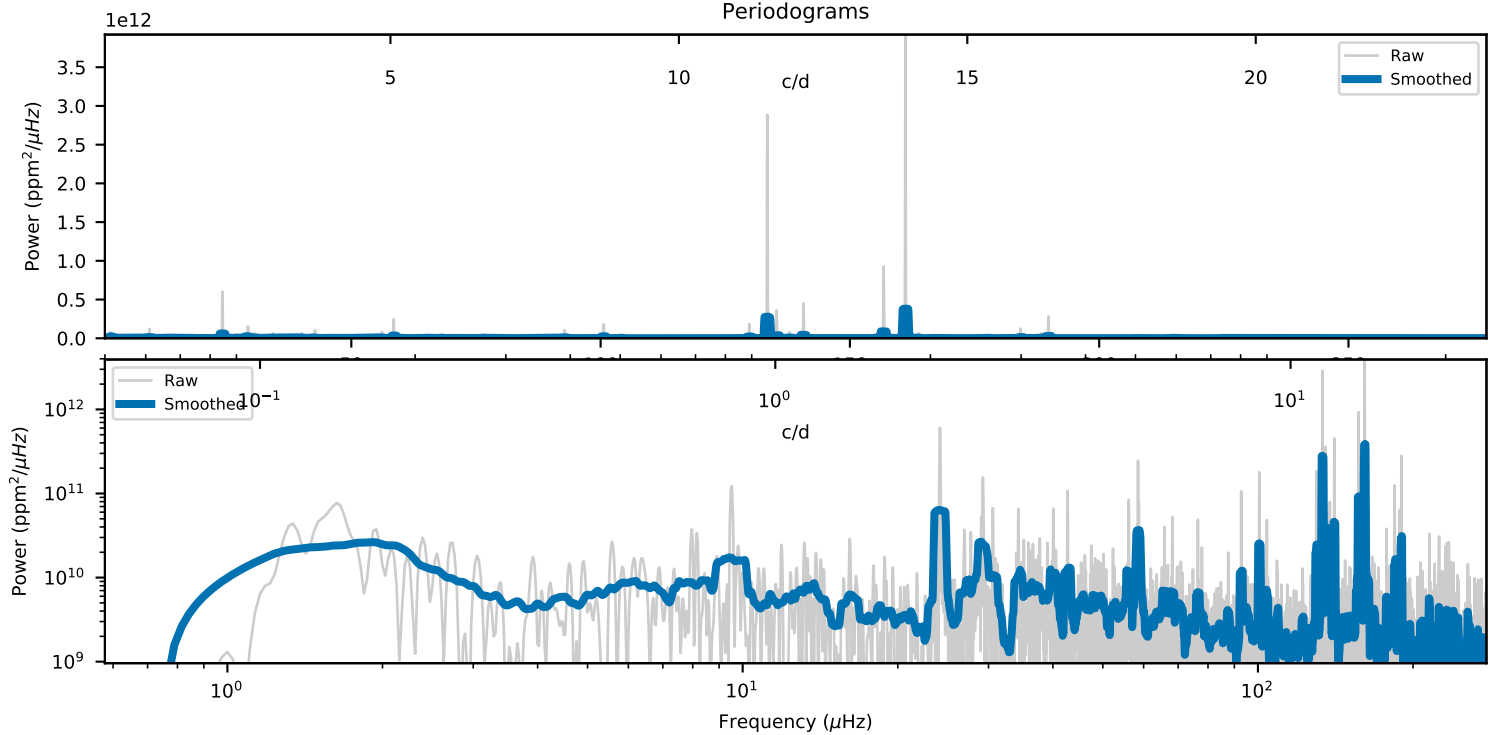 Periodograms
1e12
5 10 15 20
c/d
Raw
Smoothed
Power (ppm²/μHz)
3.5
3.0
2.5
2.0
1.5
1.0
0.5
0.0
Raw
Smoothed
10⁻¹ 10⁰ 10¹
c/d
Power (ppm²/μHz)
10¹²
10¹¹
10¹⁰
10⁹
10⁰ 10¹ 10²
Frequency (μHz)